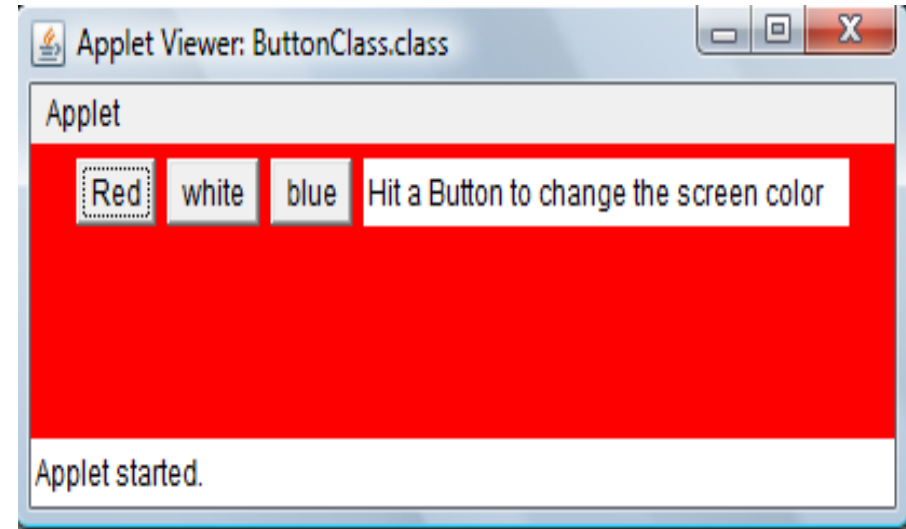 Applet Viewer: ButtonClass.class
Applet
Red white blue Hit a Button to change the screen color
Applet started.